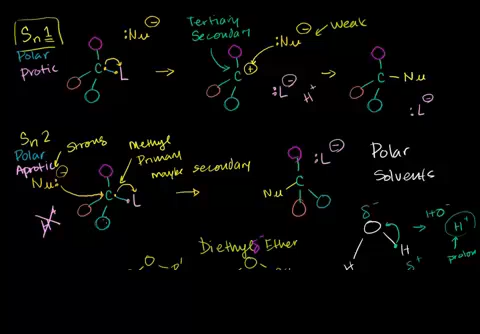 Sn1
Polar
Protic
:Nu −
C
L
Tertiary
Secondary
C +
:Nu −
Weak
:L −
H+
C - Nu
:L −
Sn2
Polar
Aprotic
Strong
Nu: −
H+
Methyl
Primary
maybe secondary
C
L
Nu
C
:L −
Polar
Solvents
Diethyl Ether
δ−
O
H
H
δ+
HO−
H+
proton